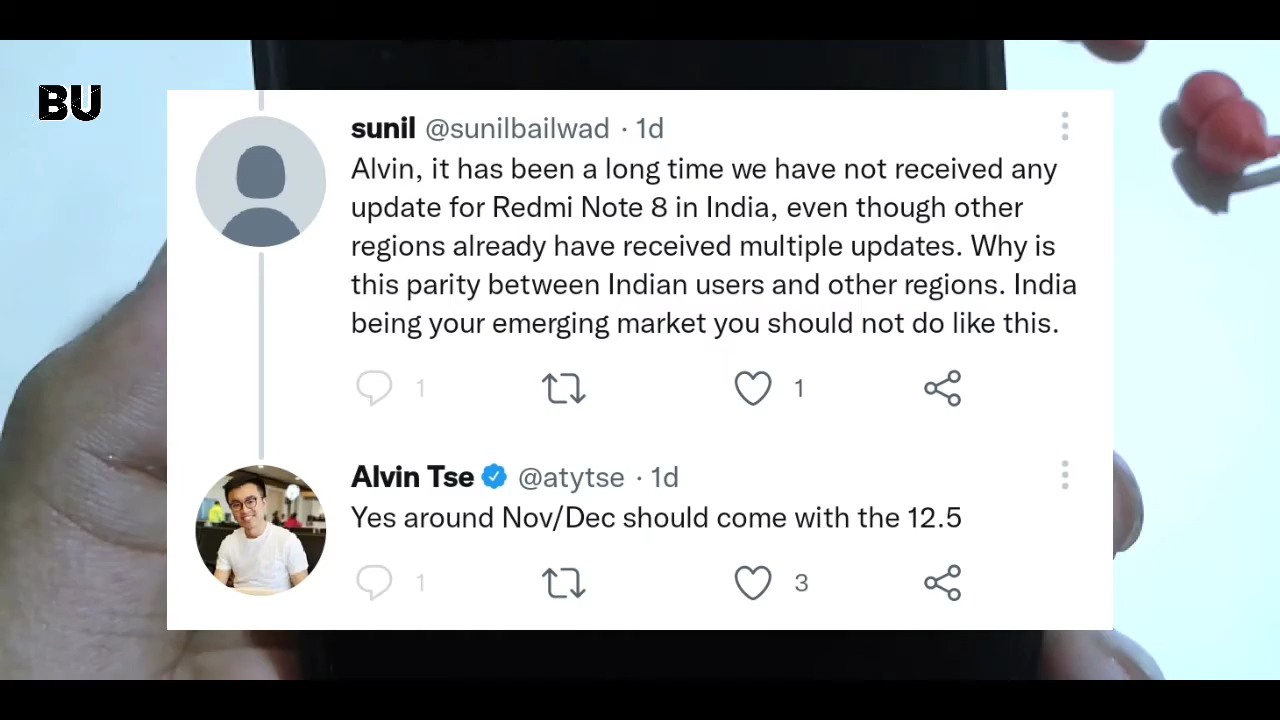 BU
sunil @sunilbailwad · 1d
Alvin, it has been a long time we have not received any
update for Redmi Note 8 in India, even though other
regions already have received multiple updates. Why is
this parity between Indian users and other regions. India
being your emerging market you should not do like this.
1 1
Alvin Tse @atytse · 1d
Yes around Nov/Dec should come with the 12.5
1 3